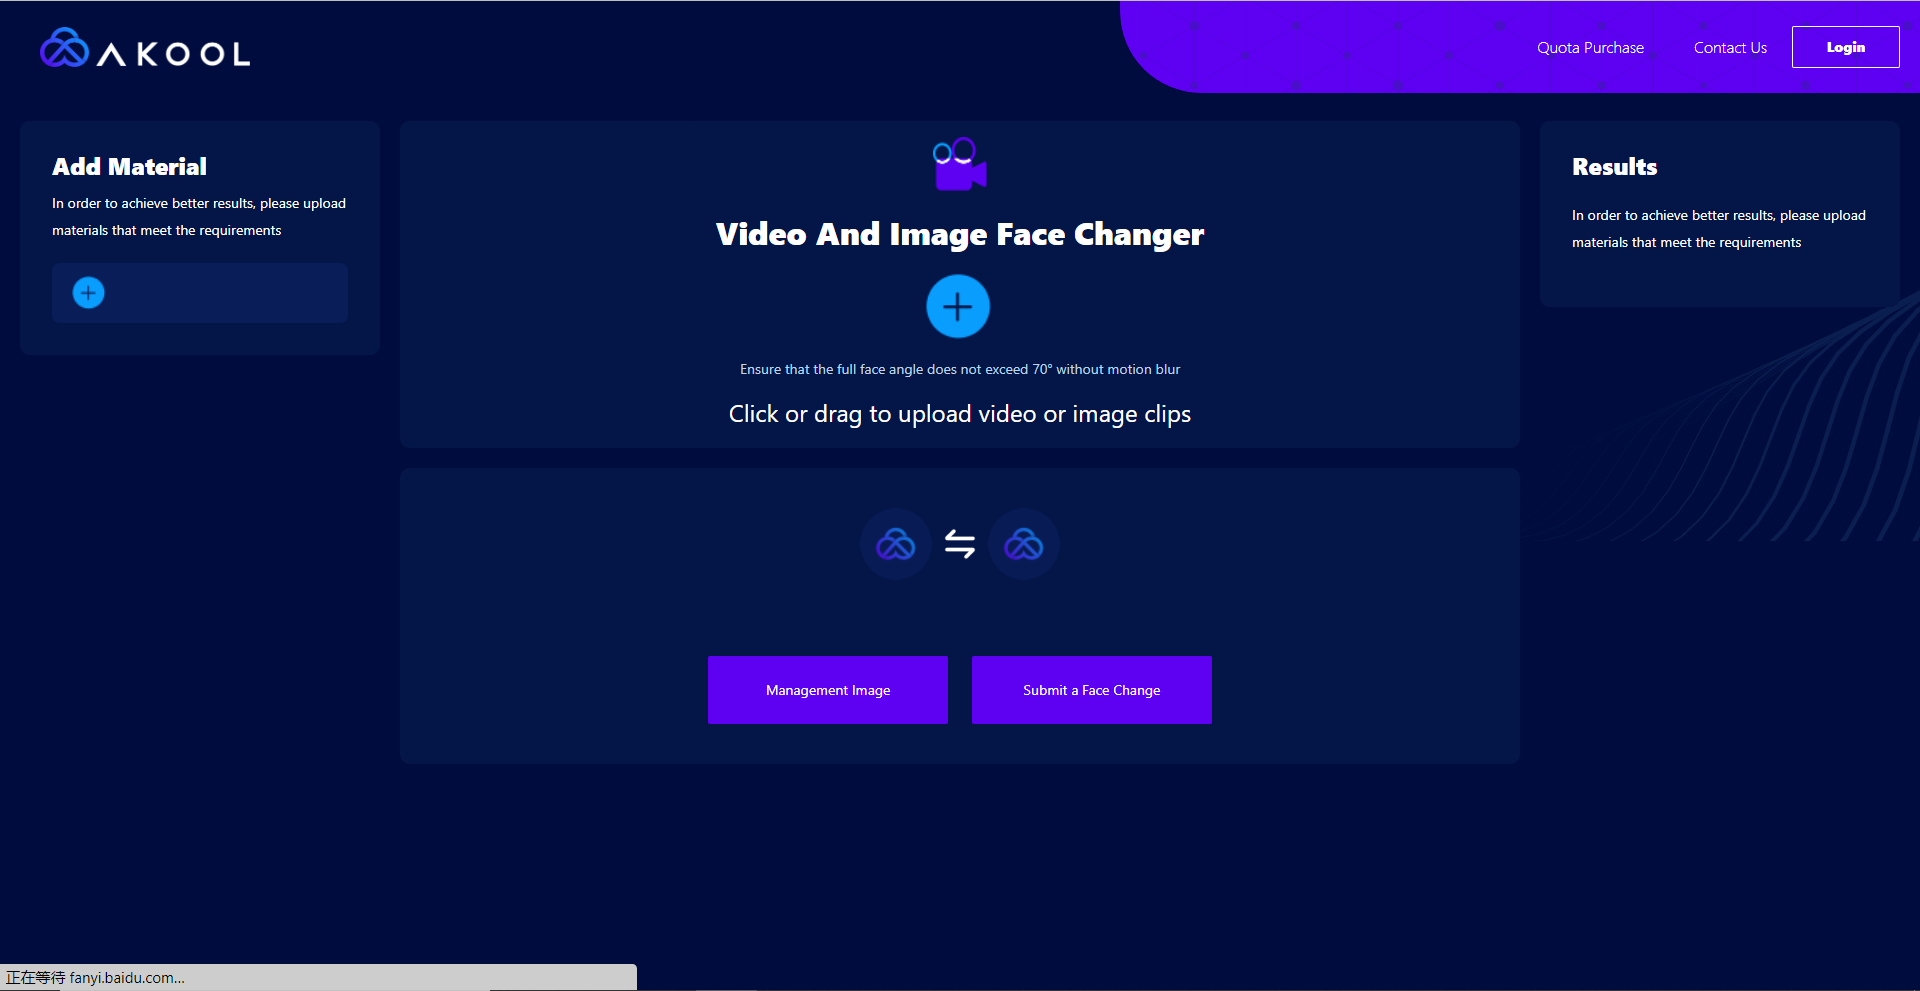 AKOOL
Quota Purchase
Contact Us
Login
Add Material
In order to achieve better results, please upload
materials that meet the requirements
Video And Image Face Changer
Ensure that the full face angle does not exceed 70° without motion blur
Click or drag to upload video or image clips
Results
In order to achieve better results, please upload
materials that meet the requirements
Management Image
Submit a Face Change
正在等待 fanyi.baidu.com...